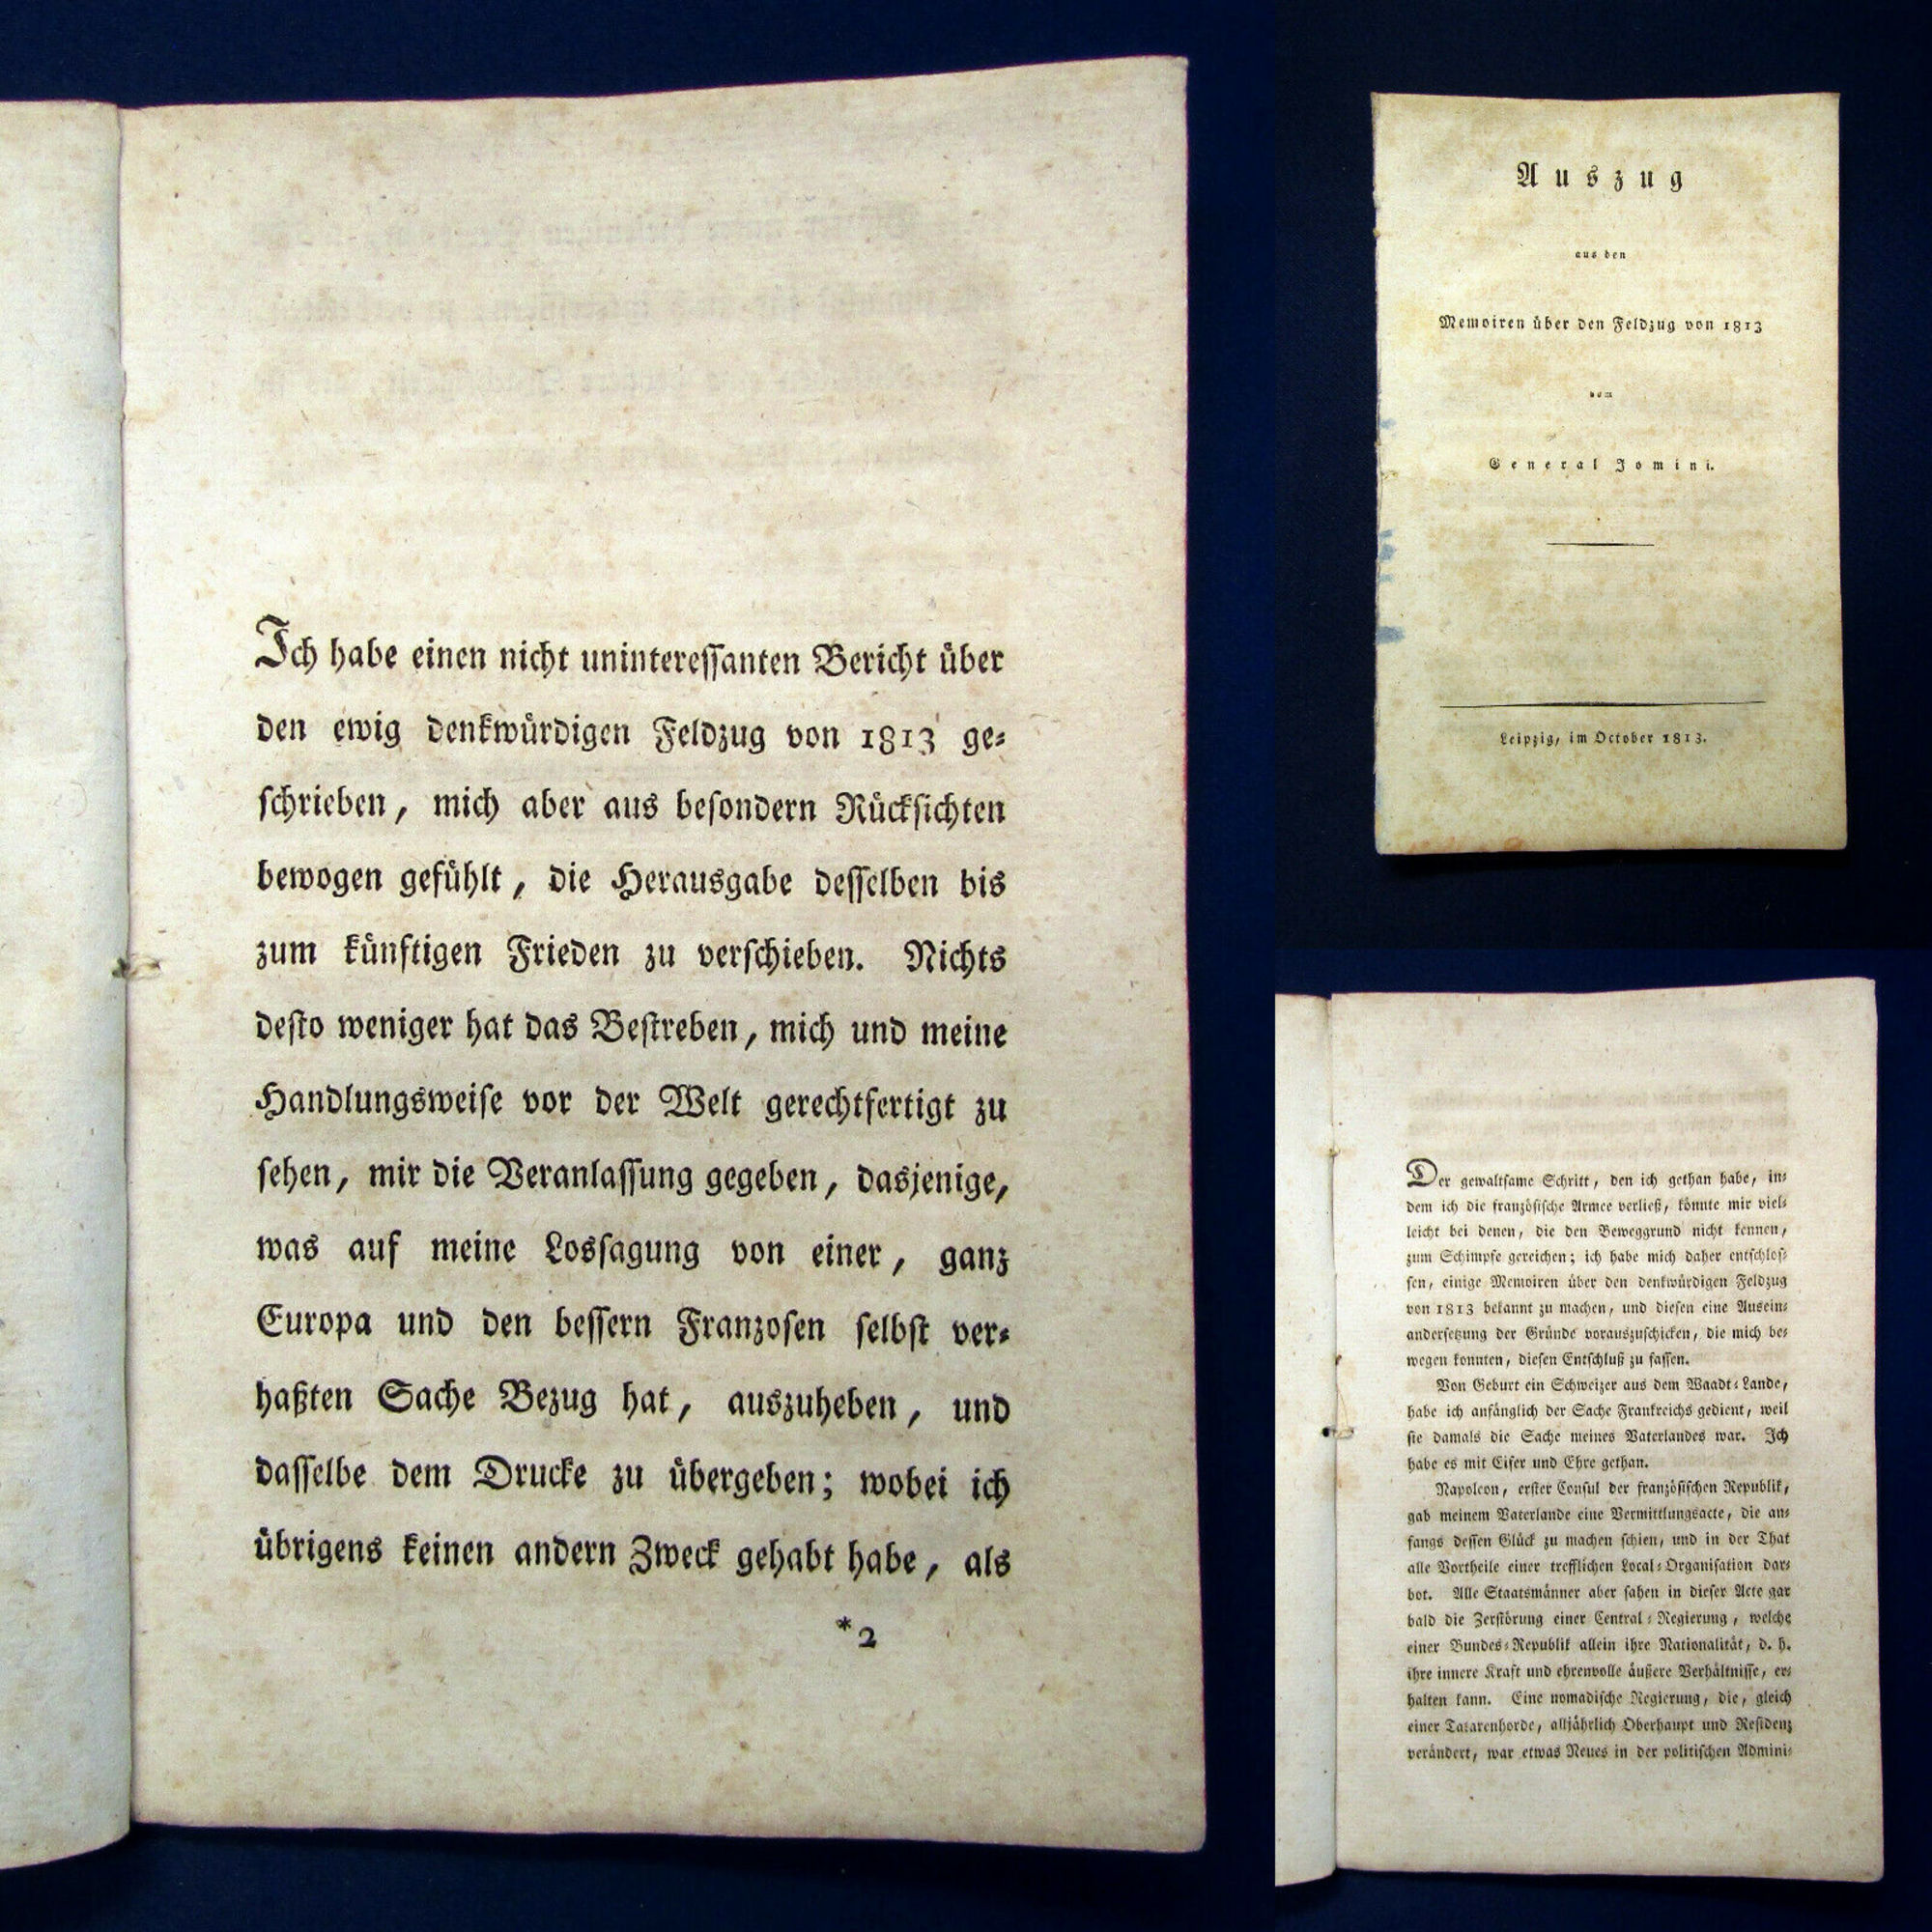 Ich habe einen nicht unintereſſanten Bericht über
den ewig denkwürdigen Feldzug von 1813 ge⸗
ſchrieben, mich aber aus beſondern Rückſichten
bewogen gefühlt, die Herausgabe deſſelben bis
zum künftigen Frieden zu verſchieben. Nichts
deſto weniger hat das Beſtreben, mich und meine
Handlungsweiſe vor der Welt gerechtfertigt zu
ſehen, mir die Veranlaſſung gegeben, dasjenige,
was auf meine Losſagung von einer, ganz
Europa und den beſſern Franzoſen ſelbſt ver⸗
haßten Sache Bezug hat, auszuheben, und
daſſelbe dem Drucke zu übergeben; wobei ich
übrigens keinen andern Zweck gehabt habe, als
*2
Auszug
aus den
Memoiren über den Feldzug von 1813
vom
General Jomini.
Leipzig, im October 1813.
Der gewaltſame Schritt, den ich gethan habe, in⸗
dem ich die franzöſiſche Armee verließ, könnte mir viel⸗
leicht bei denen, die den Beweggrund nicht kennen,
zum Schimpfe gereichen; ich habe mich daher entſchloſ⸗
ſen, einige Memoiren über den denkwürdigen Feldzug
von 1813 bekannt zu machen, und dieſen eine Ausein⸗
anderſetzung der Gründe vorauszuſchicken, die mich be⸗
wegen konnten, dieſen Entſchluß zu faſſen.
Von Geburt ein Schweizer aus dem Waadt⸗Lande,
habe ich anfänglich der Sache Frankreichs gedient, weil
ſie damals die Sache meines Vaterlandes war. Ich
habe es mit Eifer und Ehre gethan.
Napoleon, erſter Conſul der franzöſiſchen Republik,
gab meinem Vaterlande eine Vermittlungsacte, die an⸗
fangs deſſen Glück zu machen ſchien, und in der That
alle Vortheile einer trefflichen Local⸗Organiſation dar⸗
bot. Alle Staatsmänner aber ſahen in dieſer Acte gar
bald die Zerſtörung einer Central⸗Regierung, welche
einer Bundes⸗Republik allein ihre Nationalität, d. h.
ihre innere Kraft und ehrenvolle äußere Verhältniſſe, er⸗
halten kann. Eine nomadiſche Regierung, die, gleich
einer Tatarenhorde, alljährlich Oberhaupt und Reſidenz
verändert, war etwas Neues in der politiſchen Admini⸗